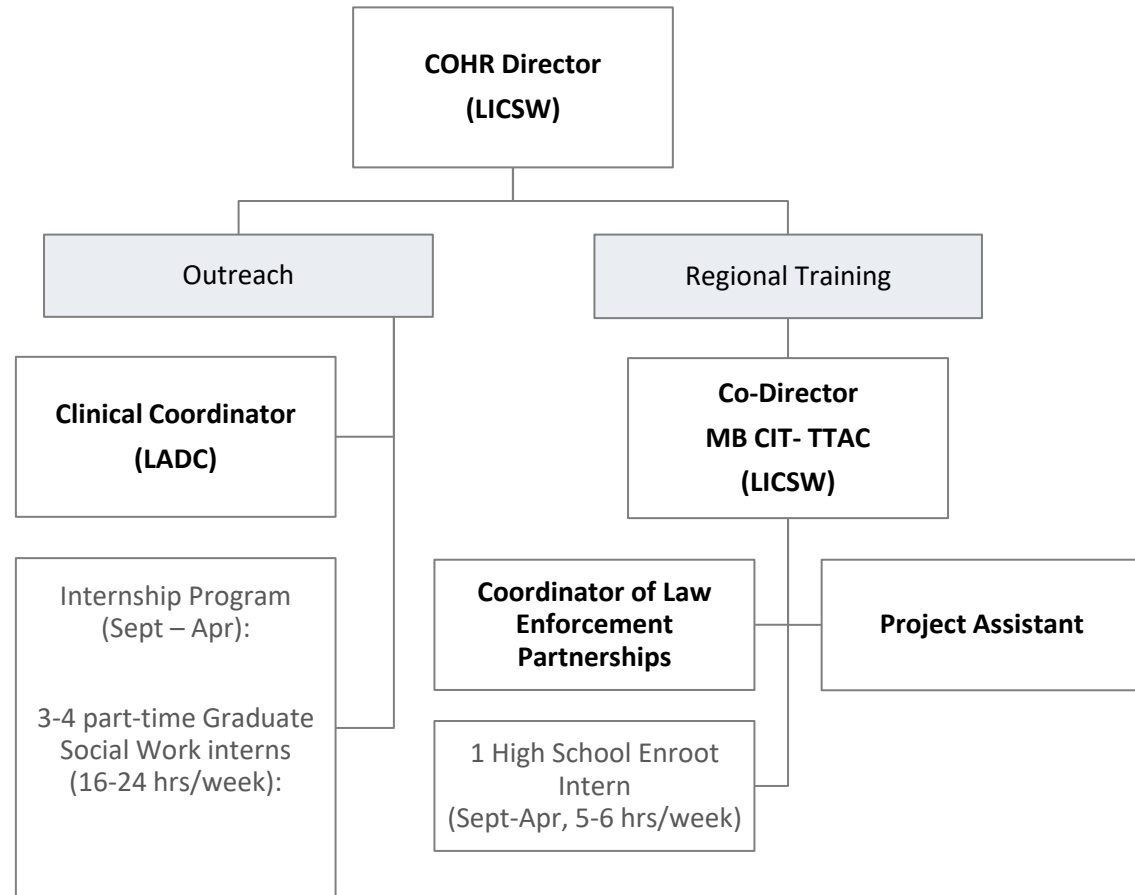 COHR Director
(LICSW)
Outreach
Regional Training
Clinical Coordinator
(LADC)
Co-Director
MB CIT- TTAC
(LICSW)
Internship Program
(Sept – Apr):
3-4 part-time Graduate
Social Work interns
(16-24 hrs/week):
Coordinator of Law
Enforcement
Partnerships
Project Assistant
1 High School Enroot
Intern
(Sept-Apr, 5-6 hrs/week)